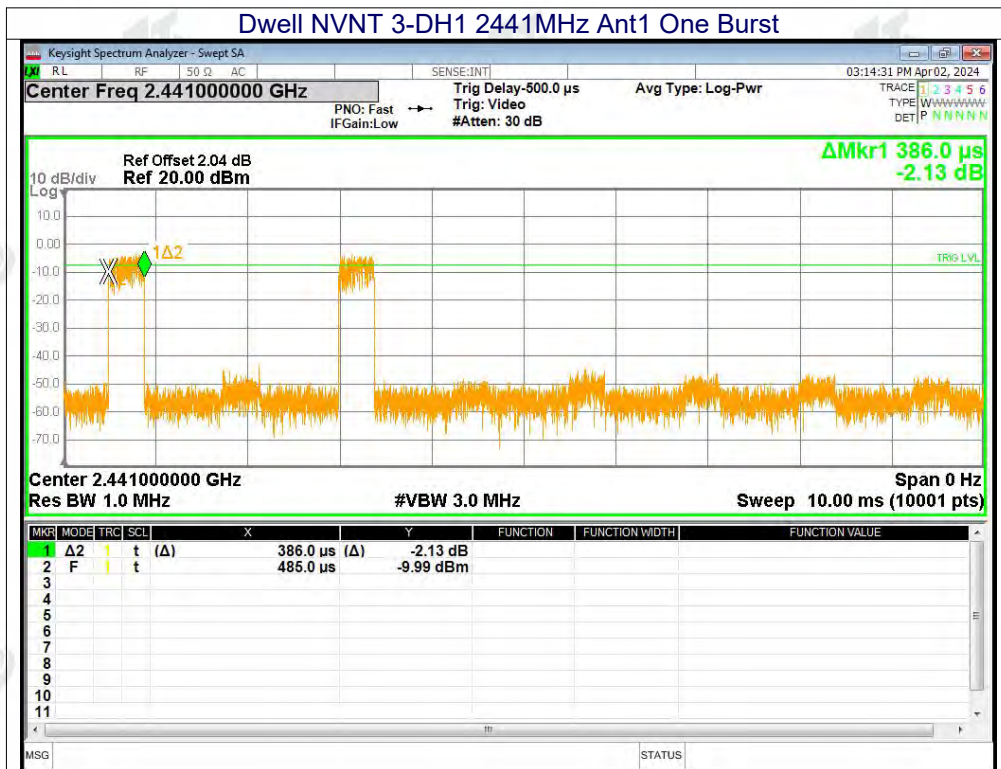 Dwell NVNT 3-DH1 2441MHz Ant1 One Burst
Keysight Spectrum Analyzer - Swept SA
LXI RL RF 50 Ω AC SENSE:INT 03:14:31 PM Apr 02, 2024
Center Freq 2.441000000 GHz
PNO: Fast
IFGain:Low
Trig Delay-500.0 µs
Trig: Video
#Atten: 30 dB
Avg Type: Log-Pwr
TRACE 1 2 3 4 5 6
TYPE WWWWWW
DET P N N N N N
ΔMkr1 386.0 µs
-2.13 dB
Ref Offset 2.04 dB
10 dB/div Ref 20.00 dBm
Log
10.0
0.00
-10.0
-20.0
-30.0
-40.0
-50.0
-60.0
-70.0
1Δ2
TRIG LVL
Center 2.441000000 GHz Span 0 Hz
Res BW 1.0 MHz #VBW 3.0 MHz Sweep 10.00 ms (10001 pts)
MKR MODE TRC SCL X Y FUNCTION FUNCTION WIDTH FUNCTION VALUE
1 Δ2 1 t (Δ) 386.0 µs (Δ) -2.13 dB
2 F 1 t 485.0 µs -9.99 dBm
3
4
5
6
7
8
9
10
11
MSG STATUS